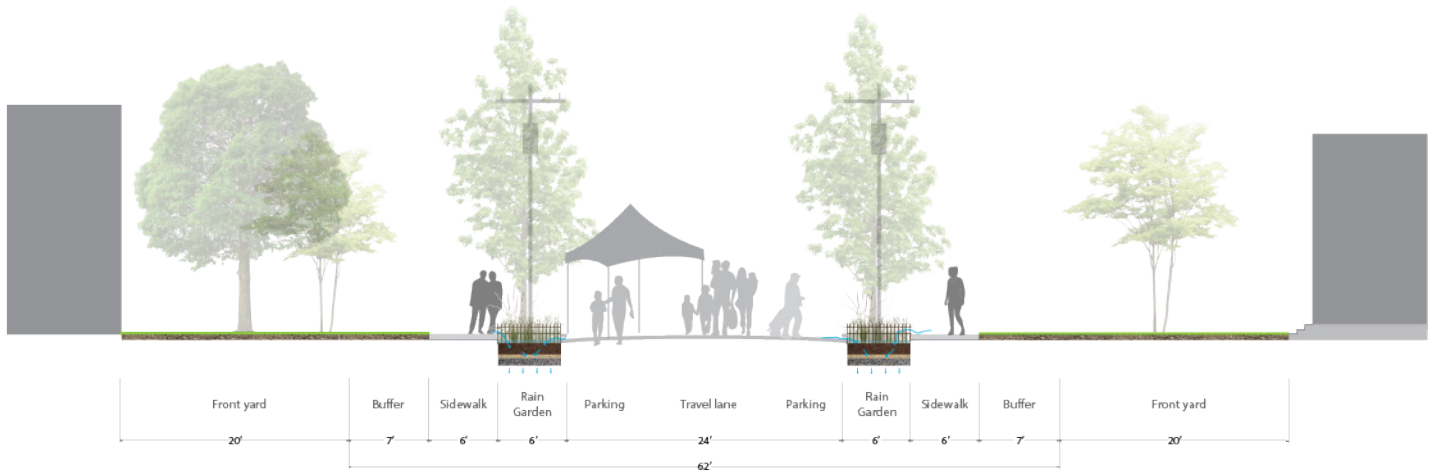 Front yard
Buffer
Sidewalk
Rain
Garden
Parking
Travel lane
Parking
Rain
Garden
Sidewalk
Buffer
Front yard
20'
7'
6'
6'
24'
6'
6'
7'
20'
62'